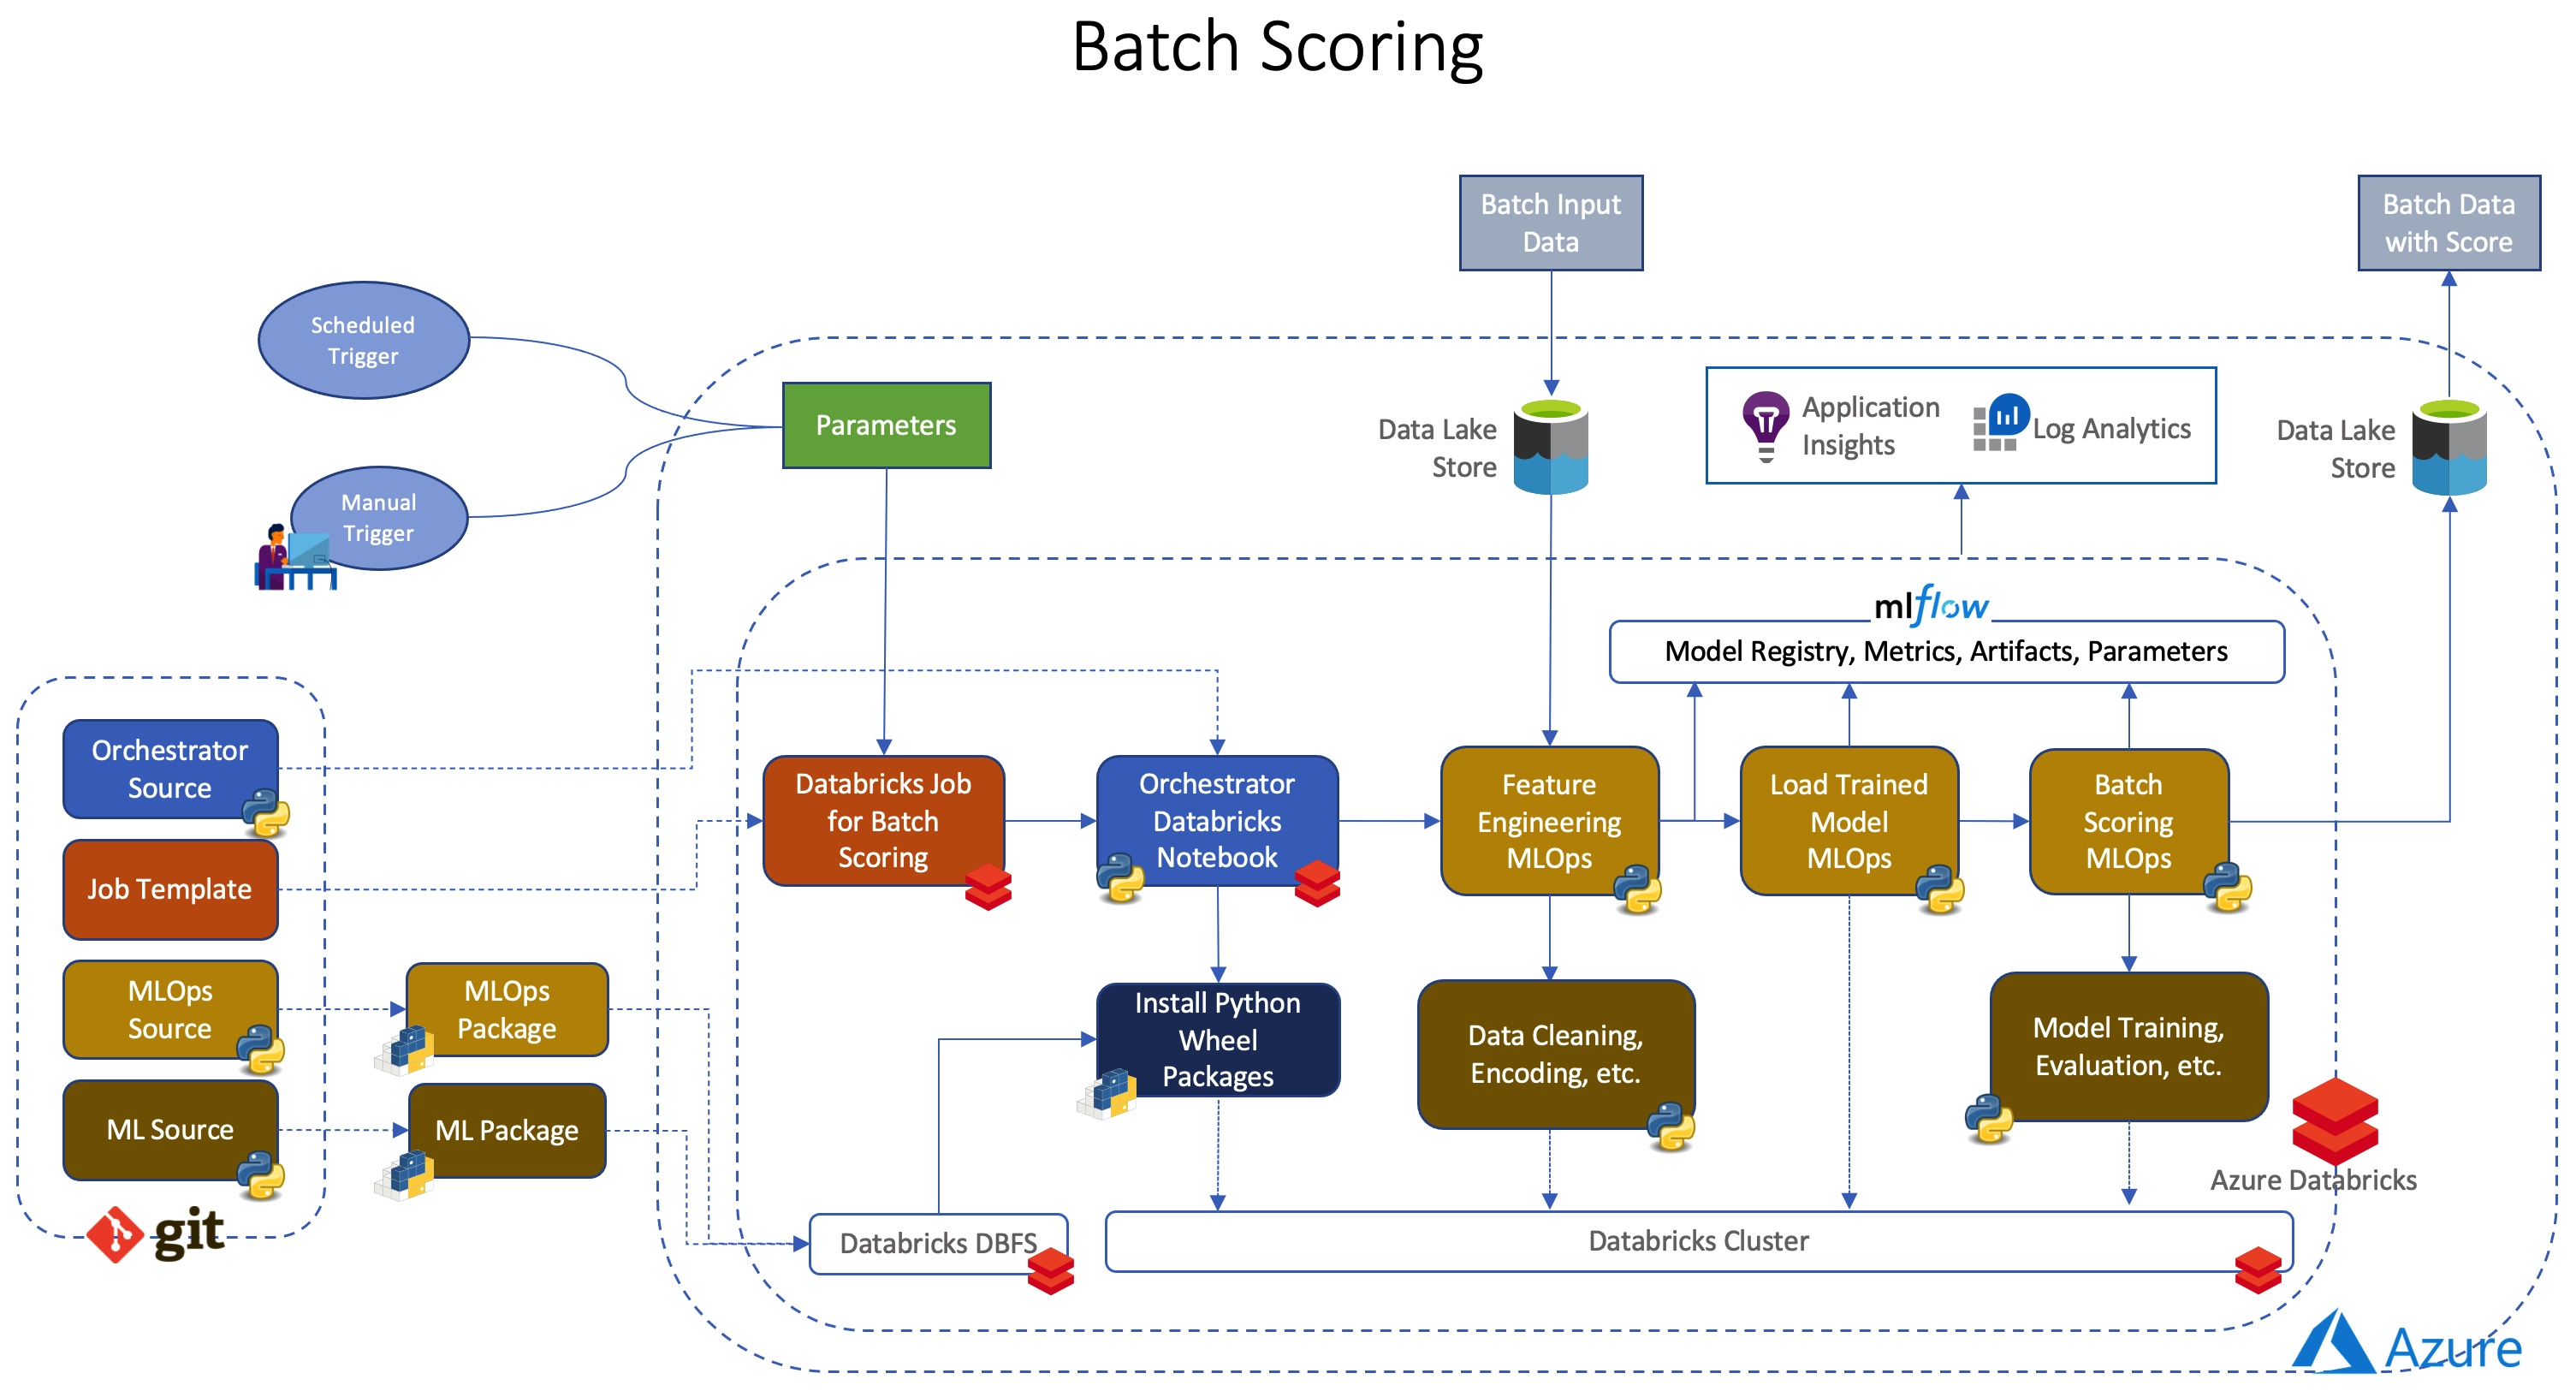 Batch Scoring
Batch Input
Data
Batch Data
with Score
Scheduled
Trigger
Parameters
Data Lake
Store
Application
Insights
Log Analytics
Data Lake
Store
Manual
Trigger
mlflow
Model Registry, Metrics, Artifacts, Parameters
Orchestrator
Source
Databricks Job
for Batch
Scoring
Orchestrator
Databricks
Notebook
Feature
Engineering
MLOps
Load Trained
Model
MLOps
Batch
Scoring
MLOps
Job Template
MLOps
Source
MLOps
Package
Install Python
Wheel
Packages
Data Cleaning,
Encoding, etc.
Model Training,
Evaluation, etc.
ML Source
ML Package
Azure Databricks
git
Databricks DBFS
Databricks Cluster
Azure